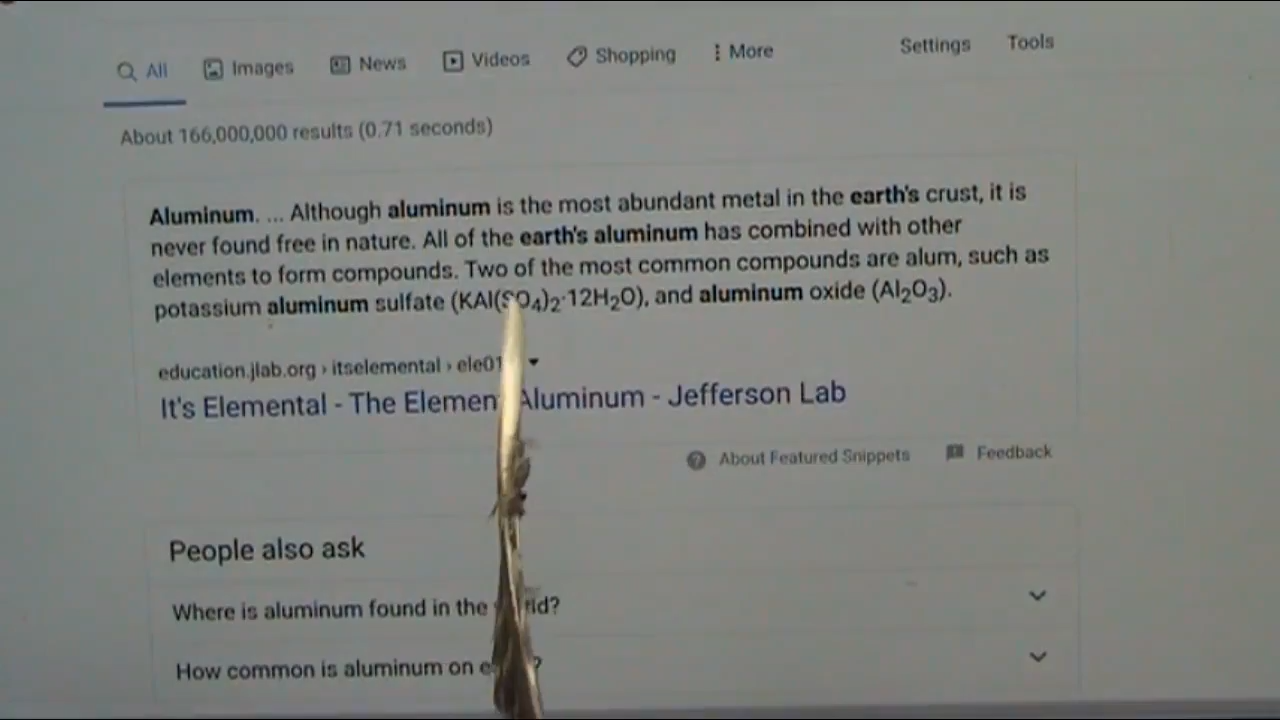 All Images News Videos Shopping More Settings Tools
About 166,000,000 results (0.71 seconds)
Aluminum. ... Although aluminum is the most abundant metal in the earth's crust, it is
never found free in nature. All of the earth's aluminum has combined with other
elements to form compounds. Two of the most common compounds are alum, such as
potassium aluminum sulfate (KAl(SO₄)₂·12H₂O), and aluminum oxide (Al₂O₃).
education.jlab.org › itselemental
It's Elemental - The Aluminum - Jefferson Lab
About Featured Snippets Feedback
People also ask
Where is aluminum found in the
How common is aluminum on